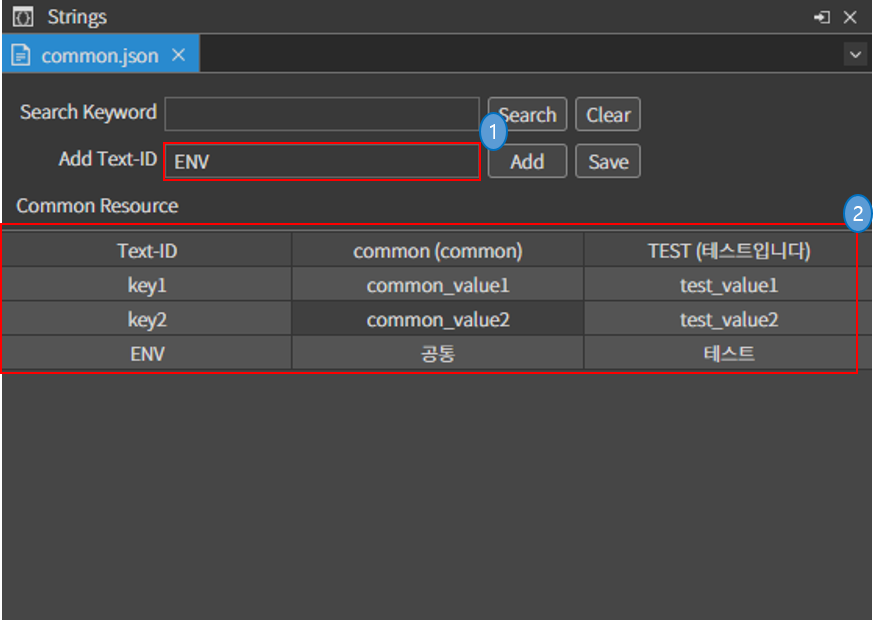 Strings
common.json
Search Keyword Search Clear
1
Add Text-ID ENV Add Save
Common Resource
2
Text-ID common (common) TEST (테스트입니다)
key1 common_value1 test_value1
key2 common_value2 test_value2
ENV 공통 테스트